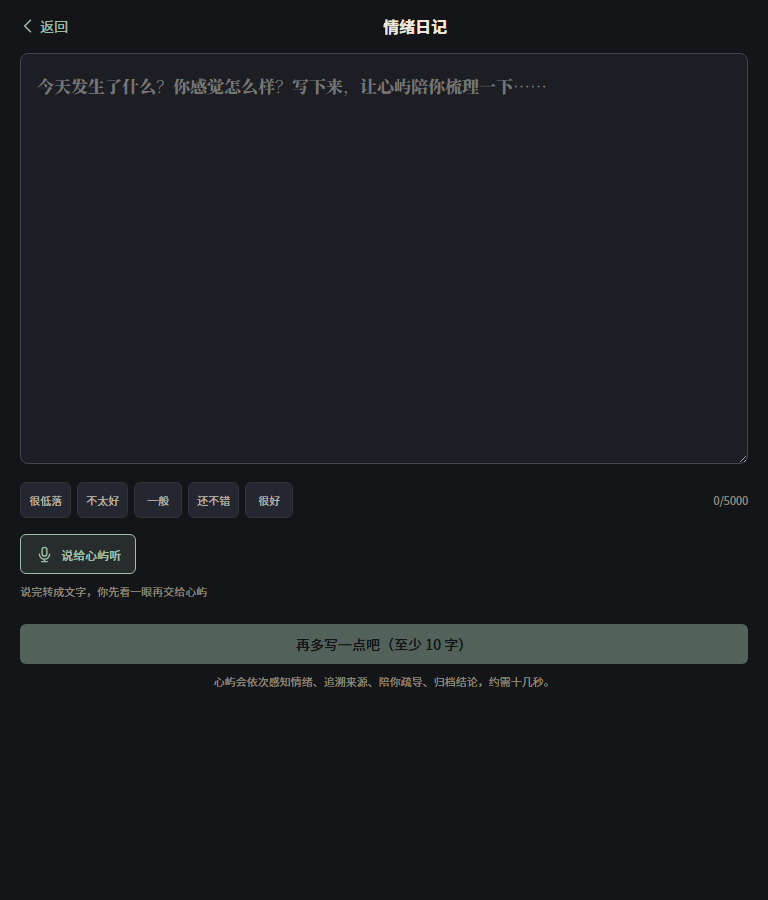 返回
情绪日记
今天发生了什么？你感觉怎么样？写下来，让心屿陪你梳理一下……
很低落
不太好
一般
还不错
很好
0/5000
说给心屿听
说完转成文字，你先看一眼再交给心屿
再多写一点吧（至少 10 字）
心屿会依次感知情绪、追溯来源、陪你疏导、归档结论，约需十几秒。